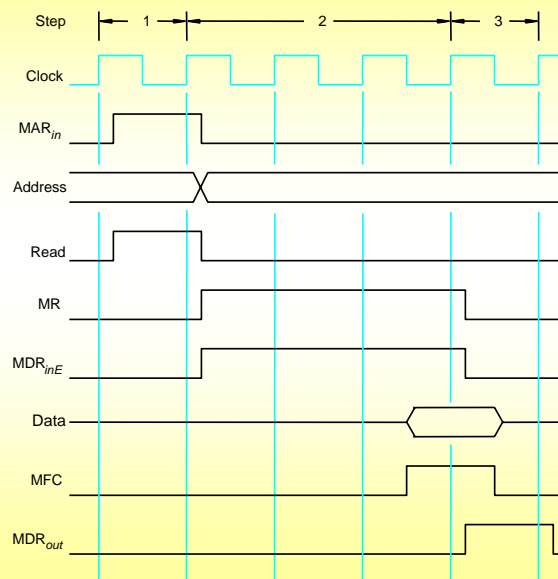 Step 1 2 3
Clock
MARin
Address
Read
MR
MDRinE
Data
MFC
MDRout